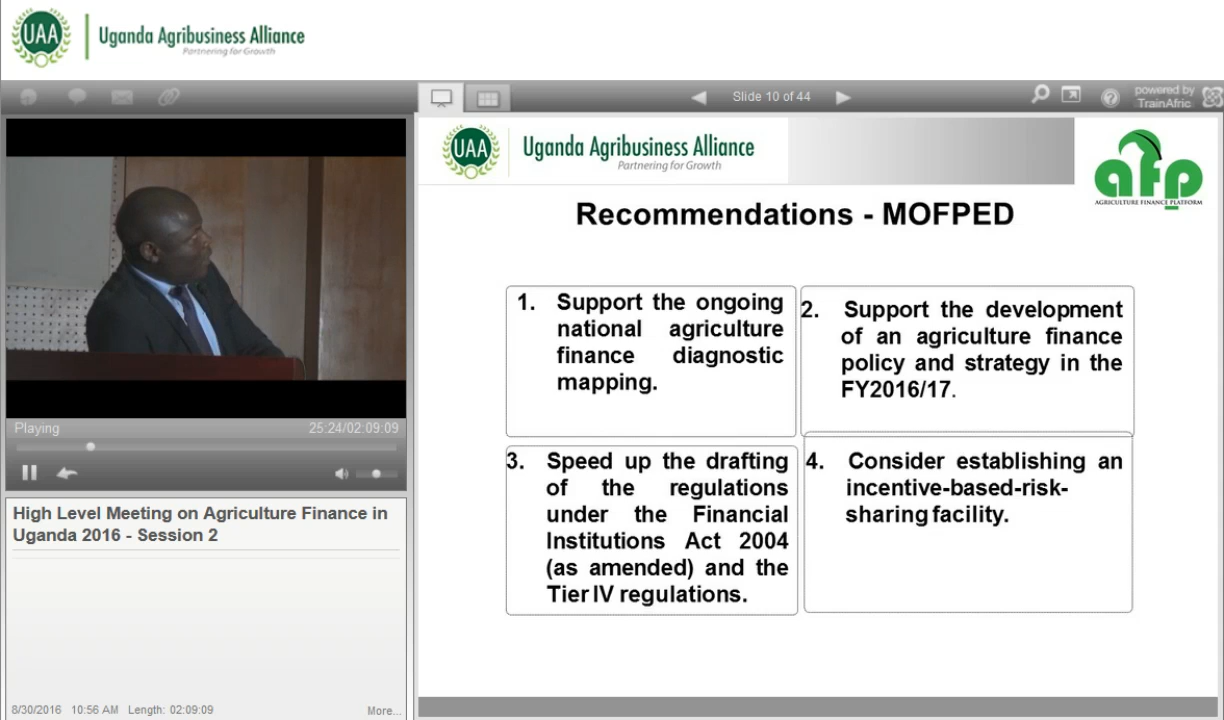 UAA
Uganda Agribusiness Alliance
Partnering for Growth
Slide 10 of 44
powered by
TrainAfric
UAA
Uganda Agribusiness Alliance
Partnering for Growth
afp
AGRICULTURE FINANCE PLATFORM
Recommendations - MOFPED
1. Support the ongoing
national agriculture
finance diagnostic
mapping.
2. Support the development
of an agriculture finance
policy and strategy in the
FY2016/17.
3. Speed up the drafting
of the regulations
under the Financial
Institutions Act 2004
(as amended) and the
Tier IV regulations.
4. Consider establishing an
incentive-based-risk-
sharing facility.
Playing
25:24/02:09:09
High Level Meeting on Agriculture Finance in
Uganda 2016 - Session 2
8/30/2016 10:56 AM Length: 02:09:09
More...